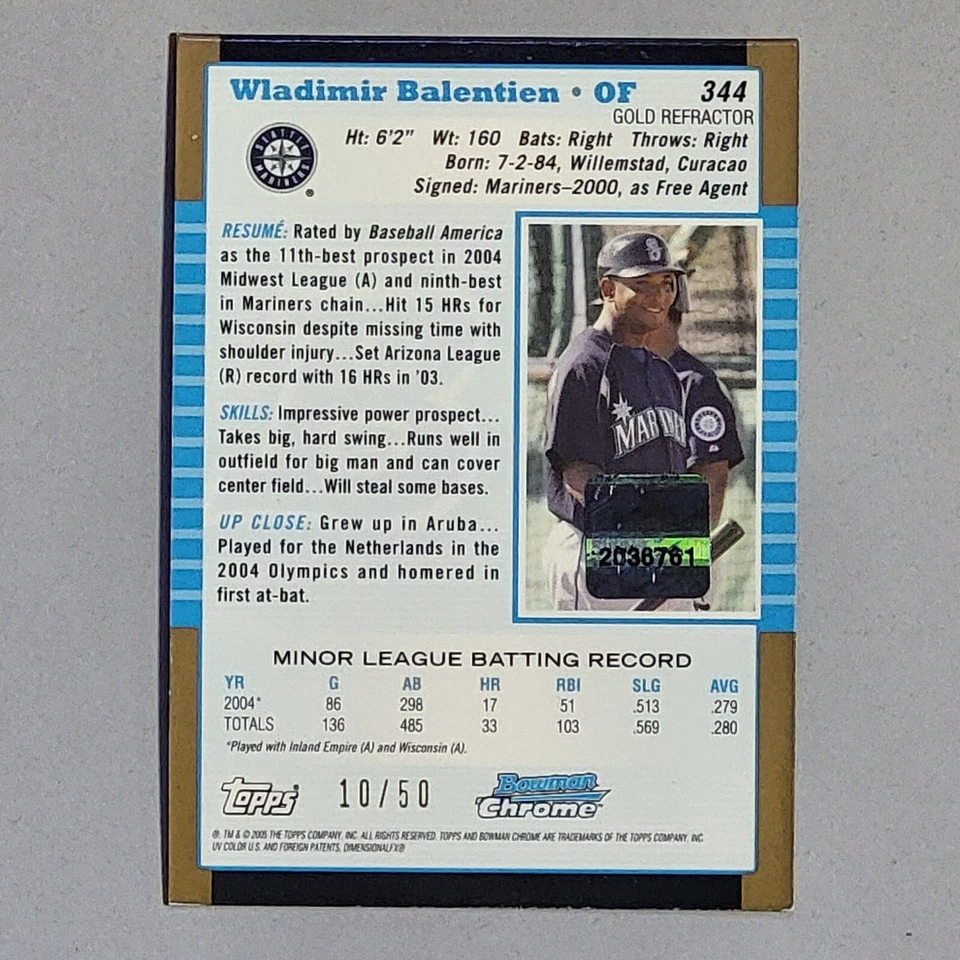 Wladimir Balentien • OF 344
GOLD REFRACTOR
SEATTLE MARINERS ®
Ht: 6'2" Wt: 160 Bats: Right Throws: Right
Born: 7-2-84, Willemstad, Curacao
Signed: Mariners–2000, as Free Agent
RESUMÉ: Rated by Baseball America
as the 11th-best prospect in 2004
Midwest League (A) and ninth-best
in Mariners chain...Hit 15 HRs for
Wisconsin despite missing time with
shoulder injury...Set Arizona League
(R) record with 16 HRs in '03.
SKILLS: Impressive power prospect...
Takes big, hard swing...Runs well in
outfield for big man and can cover
center field...Will steal some bases.
UP CLOSE: Grew up in Aruba...
Played for the Netherlands in the
2004 Olympics and homered in
first at-bat.
S
MARINE
2036761
MINOR LEAGUE BATTING RECORD
YR G AB HR RBI SLG AVG
2004* 86 298 17 51 .513 .279
TOTALS 136 485 33 103 .569 .280
*Played with Inland Empire (A) and Wisconsin (A).
Topps 10/50 Bowman Chrome
®, TM & © 2005 THE TOPPS COMPANY, INC. ALL RIGHTS RESERVED. TOPPS AND BOWMAN CHROME ARE TRADEMARKS OF THE TOPPS COMPANY, INC.
UV COLOR U.S. AND FOREIGN PATENTS. DIMENSIONALFX®